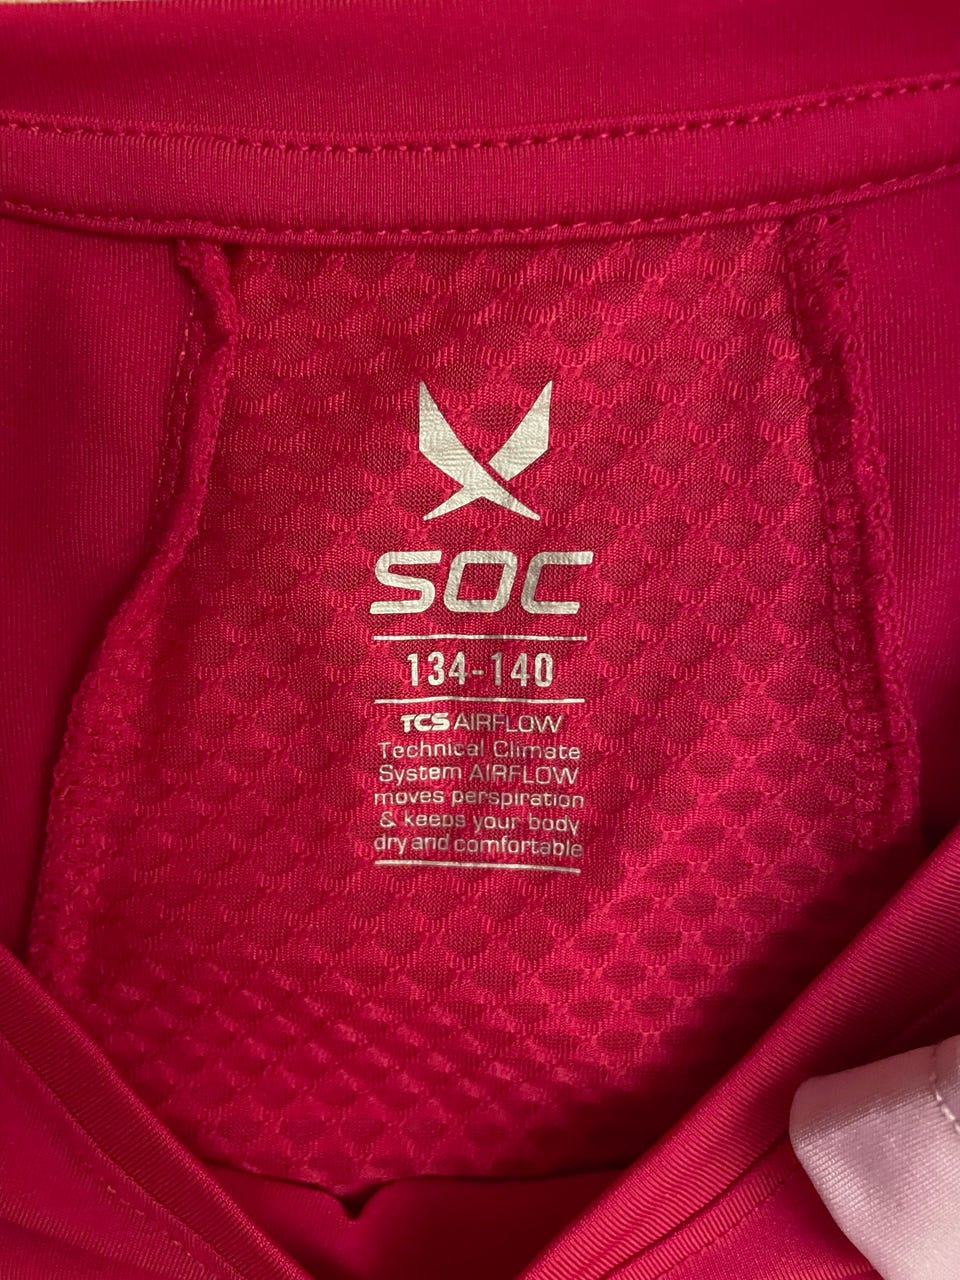 SOC
134-140
TCS AIRFLOW
Technical Climate
System AIRFLOW
moves perspiration
& keeps your body
dry and comfortable